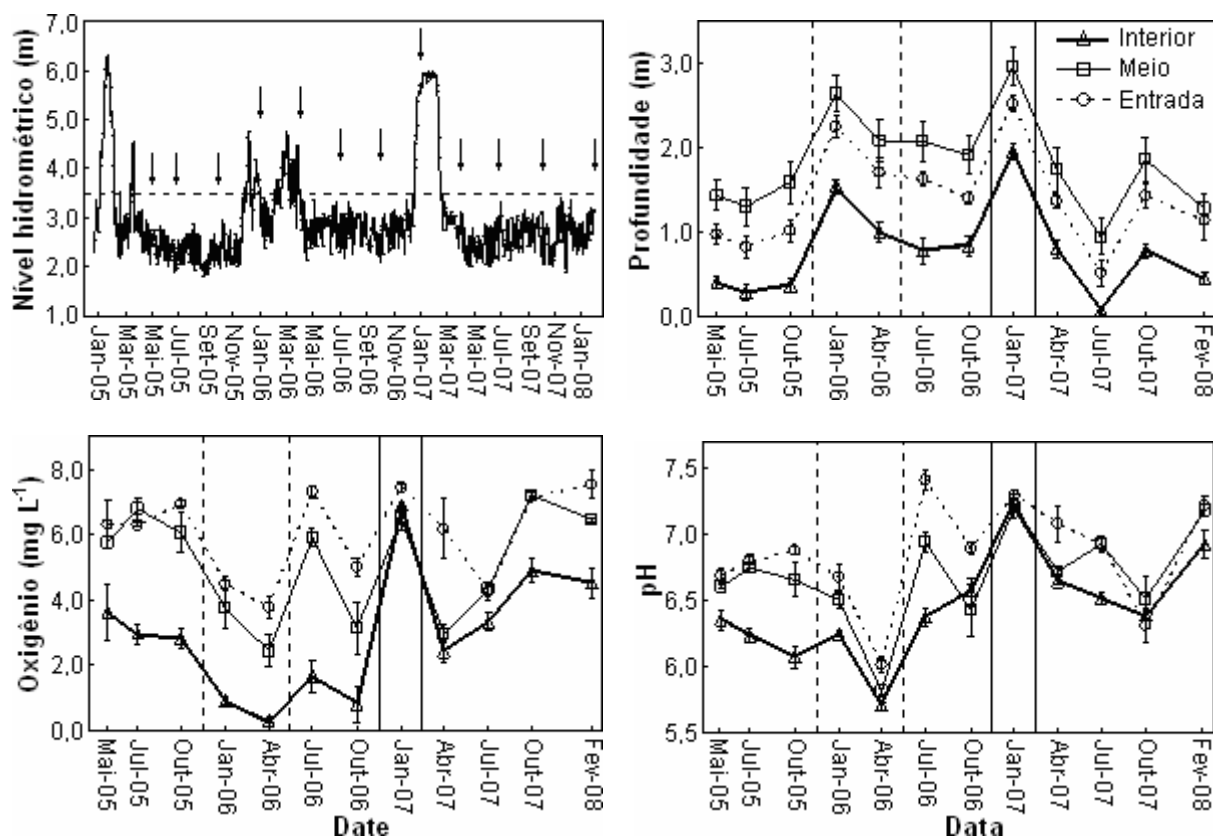 Nível hidrométrico (m)
7,0
6,0
5,0
4,0
3,0
2,0
1,0
Jan-05
Mar-05
Mai-05
Jul-05
Set-05
Nov-05
Jan-06
Mar-06
Mai-06
Jul-06
Set-06
Nov-06
Jan-07
Mar-07
Mai-07
Jul-07
Set-07
Nov-07
Jan-08
Profundidade (m)
3,0
2,0
1,0
0,0
Interior
Meio
Entrada
Mai-05
Jul-05
Out-05
Jan-06
Abr-06
Jul-06
Out-06
Jan-07
Abr-07
Jul-07
Out-07
Fev-08
Oxigénio (mg L-1)
8,0
6,0
4,0
2,0
0,0
Mai-05
Jul-05
Out-05
Jan-06
Abr-06
Jul-06
Out-06
Jan-07
Abr-07
Jul-07
Out-07
Fev-08
Date
pH
7,5
7,0
6,5
6,0
5,5
Mai-05
Jul-05
Out-05
Jan-06
Abr-06
Jul-06
Out-06
Jan-07
Abr-07
Jul-07
Out-07
Fev-08
Data